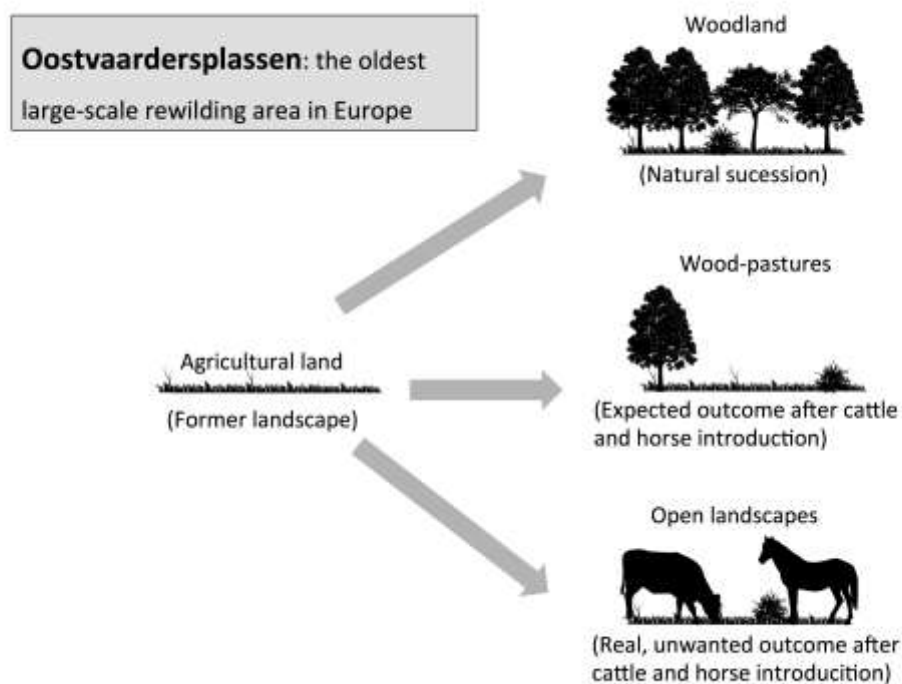 Oostvaardersplassen: the oldest
large-scale rewilding area in Europe
Woodland
(Natural sucession)
Wood-pastures
Agricultural land
(Former landscape)
(Expected outcome after cattle
and horse introduction)
Open landscapes
(Real, unwanted outcome after
cattle and horse introducition)